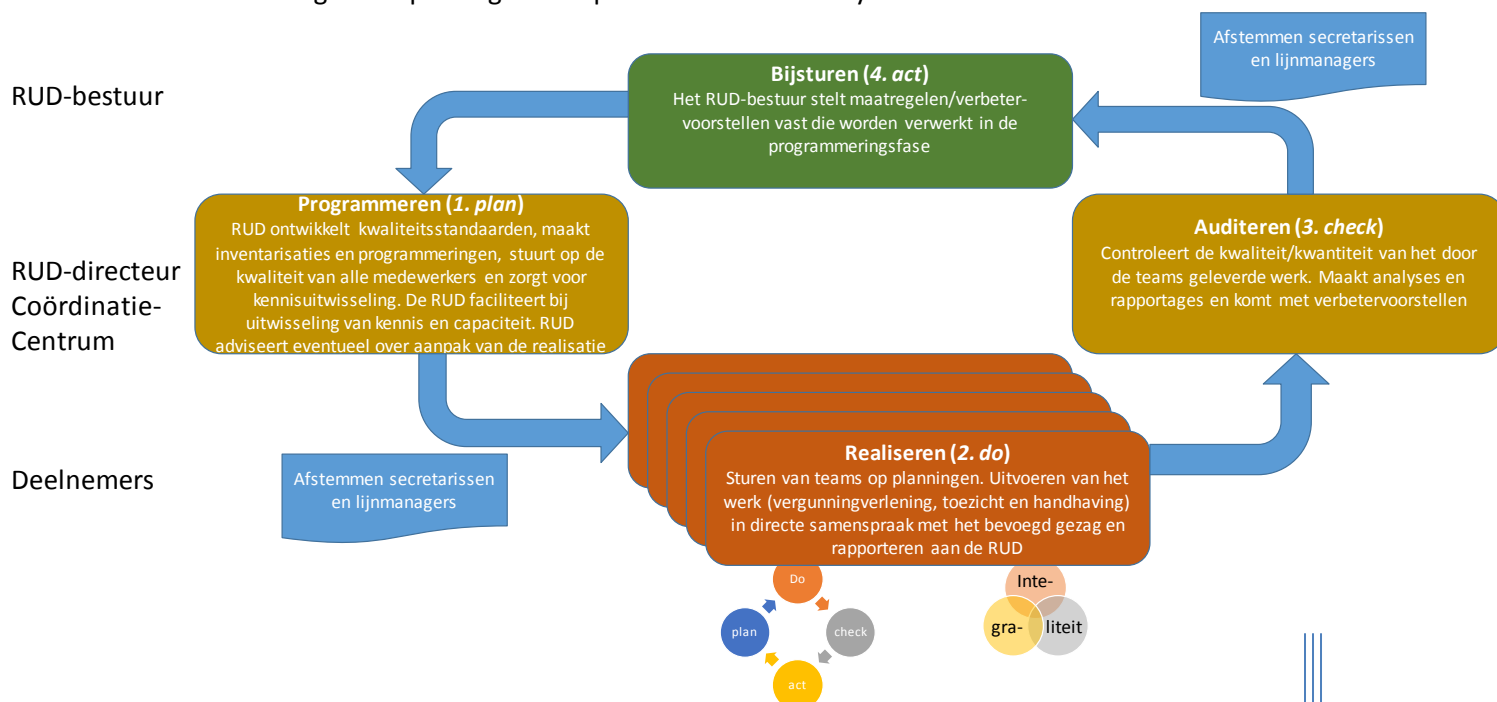 Afstemmen secretarissen
en lijnmanagers
RUD-bestuur
Bijsturen (4. act)
Het RUD-bestuur stelt maatregelen/verbeter-
voorstellen vast die worden verwerkt in de
programmeringsfase
RUD-directeur
Coördinatie-
Centrum
Programmeren (1. plan)
RUD ontwikkelt kwaliteitsstandaarden, maakt
inventarisaties en programmeringen, stuurt op de
kwaliteit van alle medewerkers en zorgt voor
kennisuitwisseling. De RUD faciliteert bij
uitwisseling van kennis en capaciteit. RUD
adviseert eventueel over aanpak van de realisatie
Auditeren (3. check)
Controleert de kwaliteit/kwantiteit van het door
de teams geleverde werk. Maakt analyses en
rapportages en komt met verbetervoorstellen
Deelnemers
Afstemmen secretarissen
en lijnmanagers
Realiseren (2. do)
Sturen van teams op planningen. Uitvoeren van het
werk (vergunningverlening, toezicht en handhaving)
in directe samenspraak met het bevoegd gezag en
rapporteren aan de RUD
Do
plan
check
act
Inte-
gra-
liteit